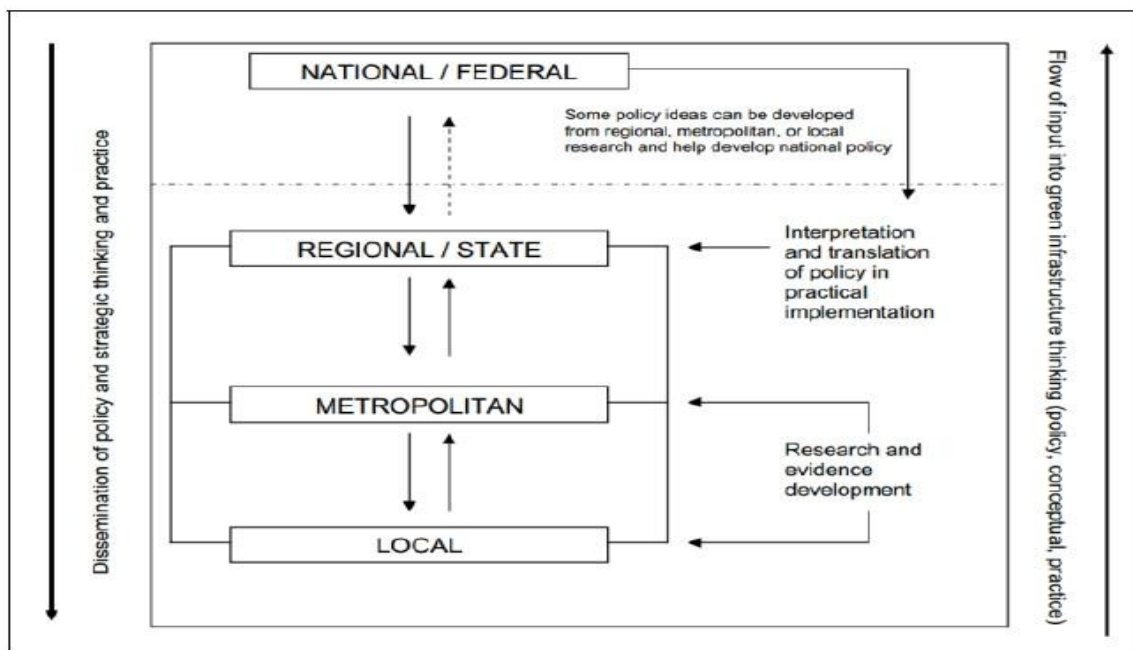 Dissemination of policy and strategic thinking and practice
NATIONAL / FEDERAL
Some policy ideas can be developed
from regional, metropolitan, or local
research and help develop national policy
REGIONAL / STATE
Interpretation
and translation
of policy in
practical
implementation
METROPOLITAN
Research and
evidence
development
LOCAL
Flow of input into green infrastructure thinking (policy, conceptual, practice)